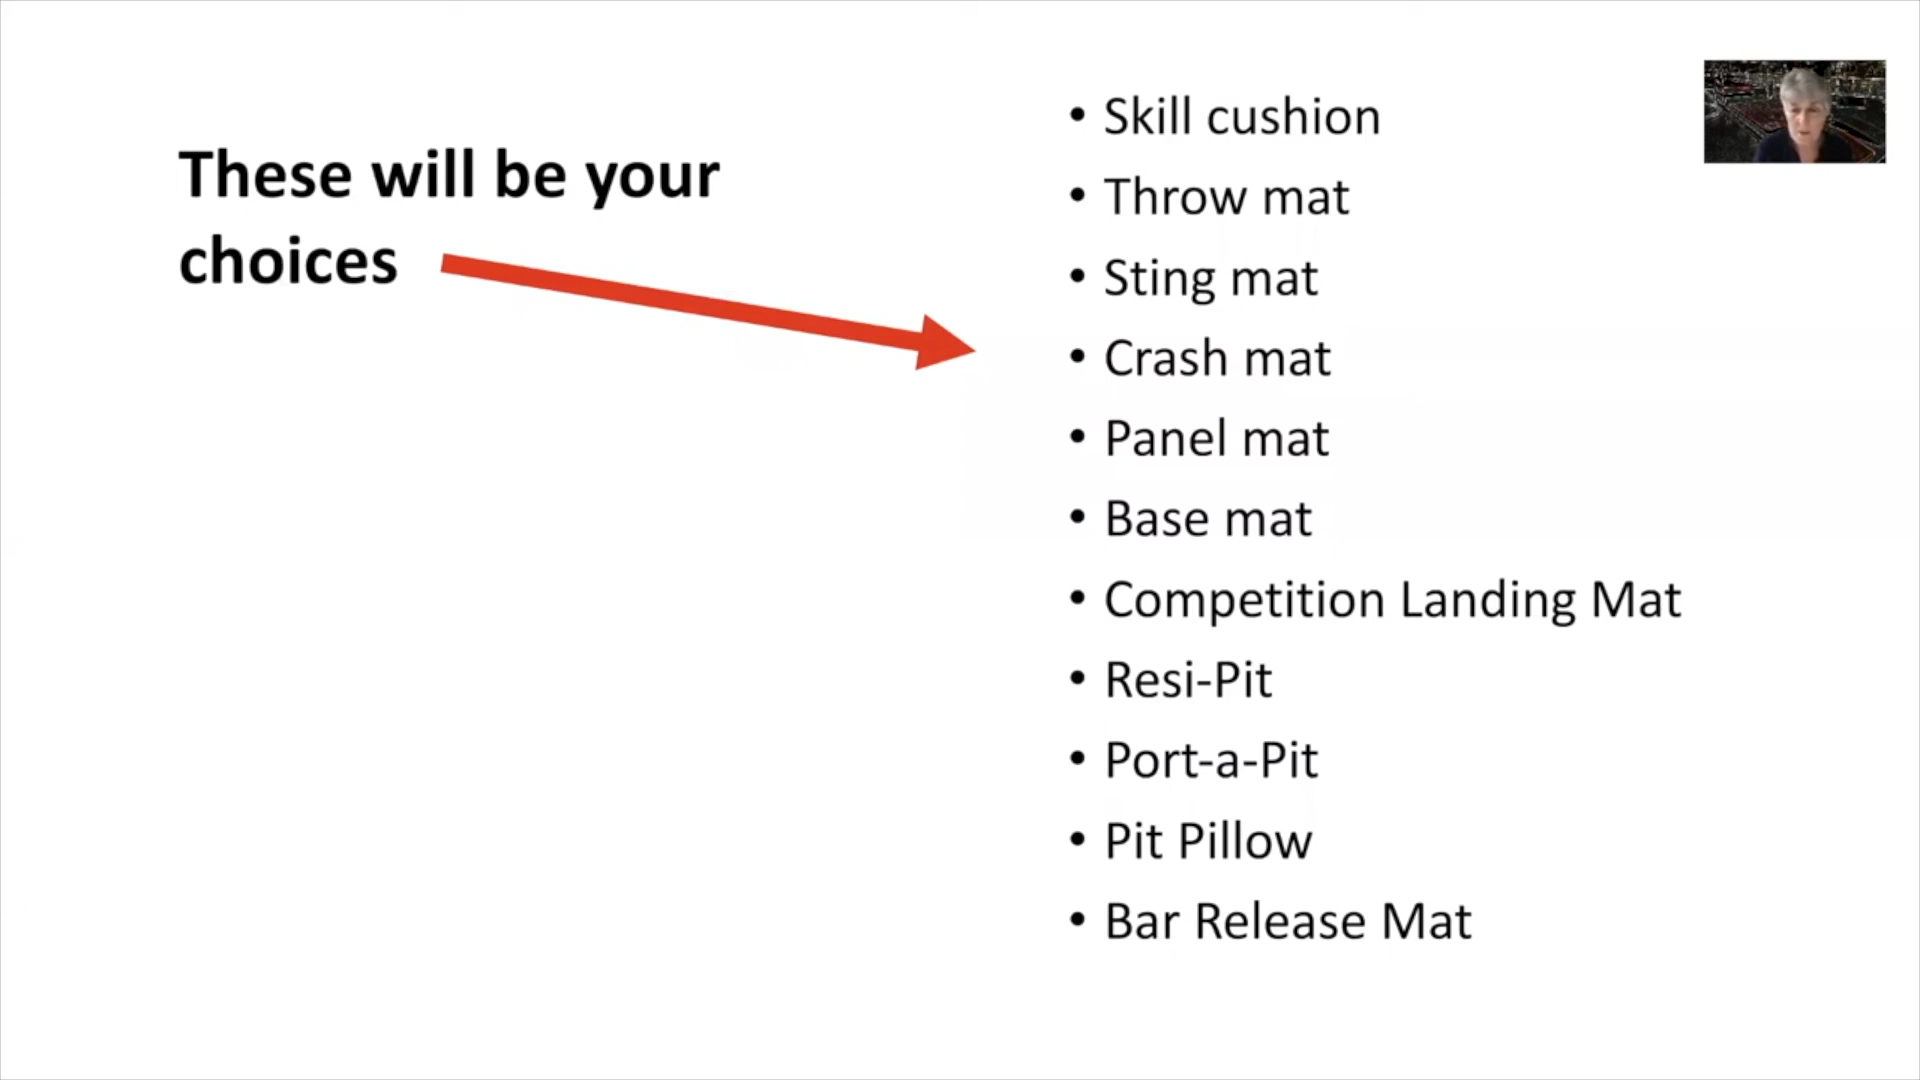 These will be your
choices
• Skill cushion
• Throw mat
• Sting mat
• Crash mat
• Panel mat
• Base mat
• Competition Landing Mat
• Resi-Pit
• Port-a-Pit
• Pit Pillow
• Bar Release Mat